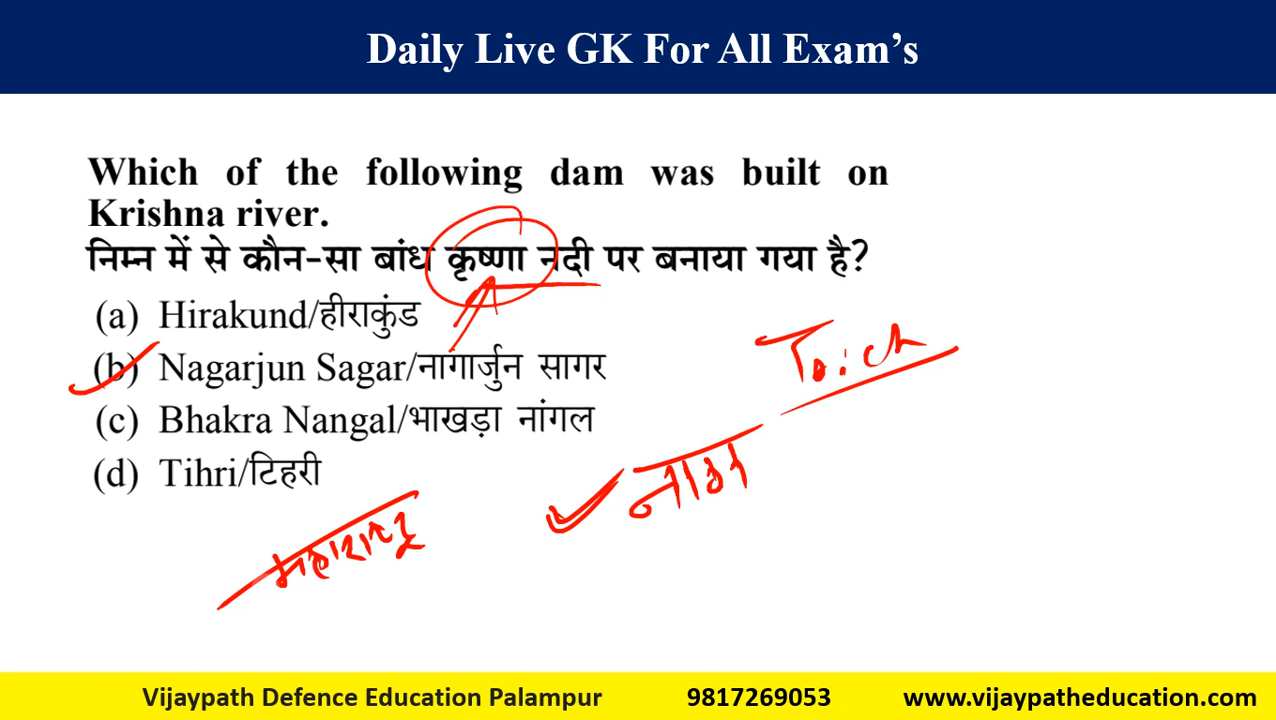 Daily Live GK For All Exam's
Which of the following dam was built on
Krishna river.
निम्न में से कौन-सा बांध कृष्णा नदी पर बनाया गया है?
(a) Hirakund/हीराकुंड
(b) Nagarjun Sagar/नागार्जुन सागर
(c) Bhakra Nangal/भाखड़ा नांगल
(d) Tihri/टिहरी
महाराष्ट्र
Vijaypath Defence Education Palampur 9817269053 www.vijaypatheducation.com